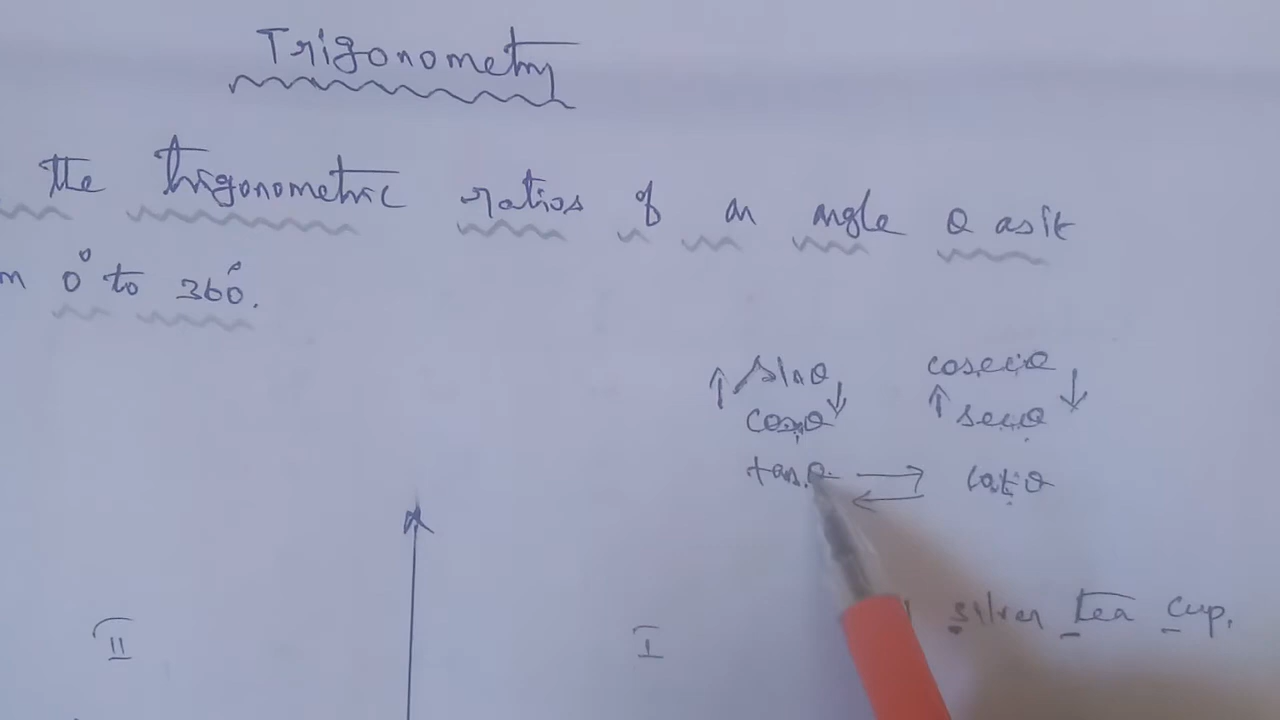 Trigonometry
the trigonometric ratios of an angle θ as it
m 0° to 360°.
↑ sinθ ↓ cosecθ ↓
cosθ ↑ secθ
tanθ ⇄ cotθ
silver tea cup.
II I